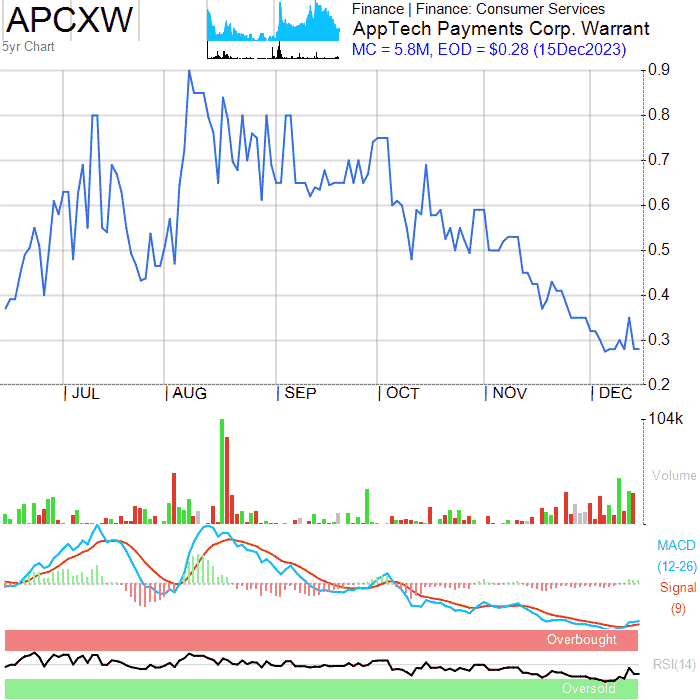 APCXW
5yr Chart
Finance | Finance: Consumer Services
AppTech Payments Corp. Warrant
MC = 5.8M, EOD = $0.28 (15Dec2023)
0.9
0.8
0.7
0.6
0.5
0.4
0.3
0.2
JUL
AUG
SEP
OCT
NOV
DEC
104k
Volume
MACD
(12-26)
Signal
(9)
Overbought
RSI(14)
Oversold